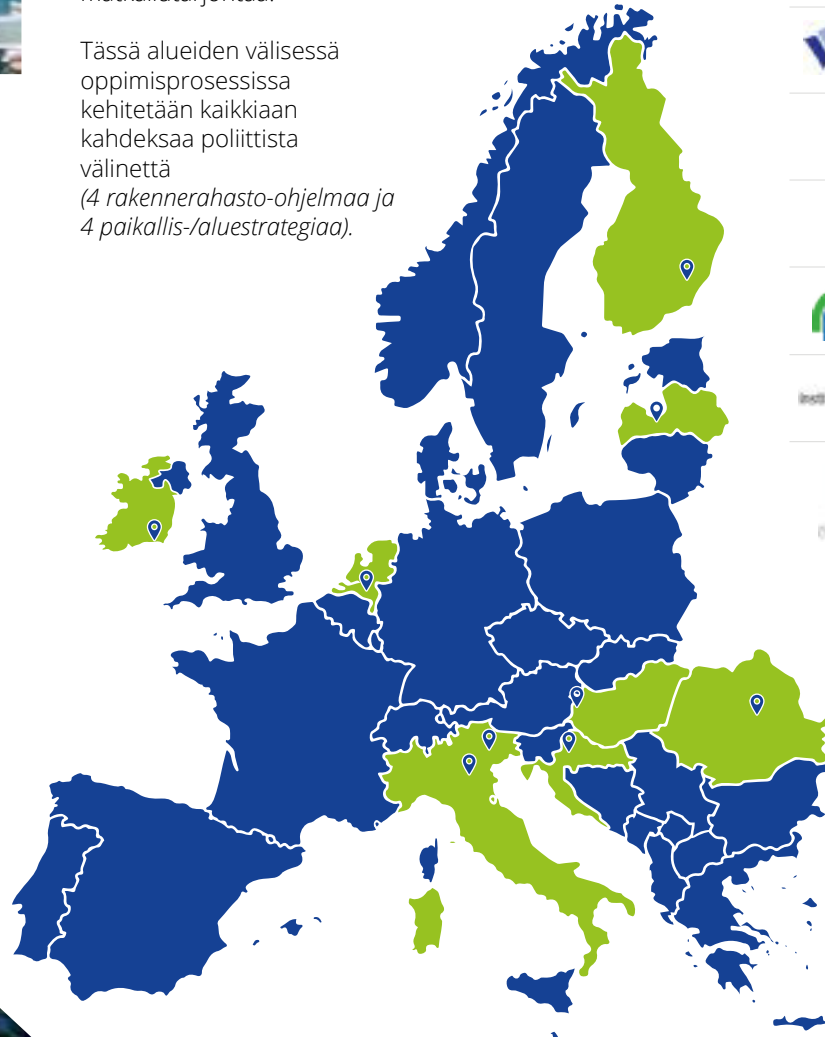 Tässä alueiden välisessä
oppimisprosessissa
kehitetään kaikkiaan
kahdeksaa poliittista
välinettä
(4 rakennerahasto-ohjelmaa ja
4 paikallis-/aluestrategiaa).